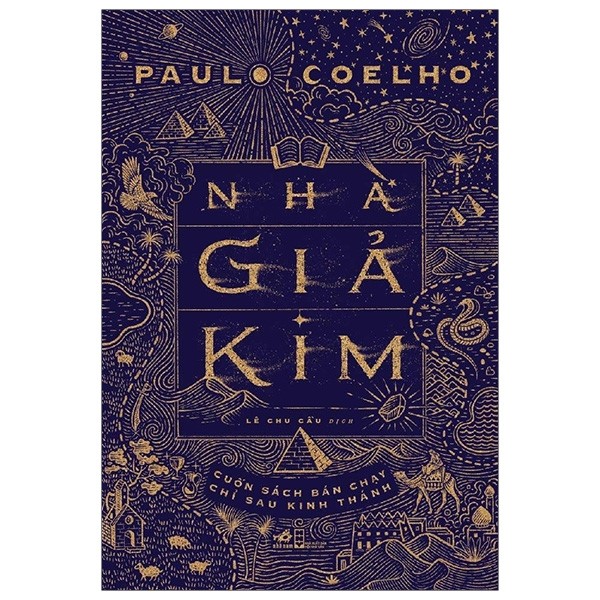 PAULO COELHO
NHÀ
GIẢ
KIM
LÊ CHU CẦU DỊCH
CUỐN SÁCH BÁN CHẠY
CHỈ SAU KINH THÁNH